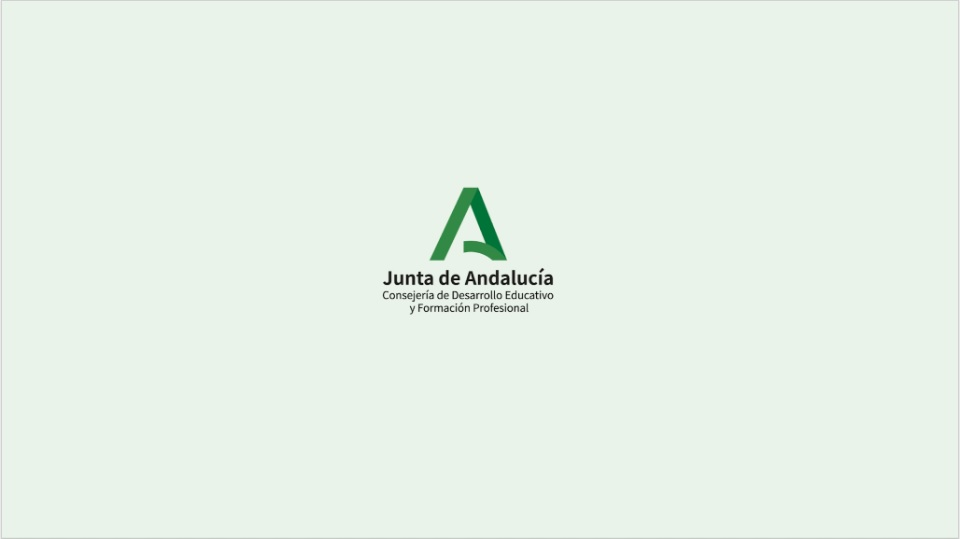 Junta de Andalucía
Consejería de Desarrollo Educativo
y Formación Profesional